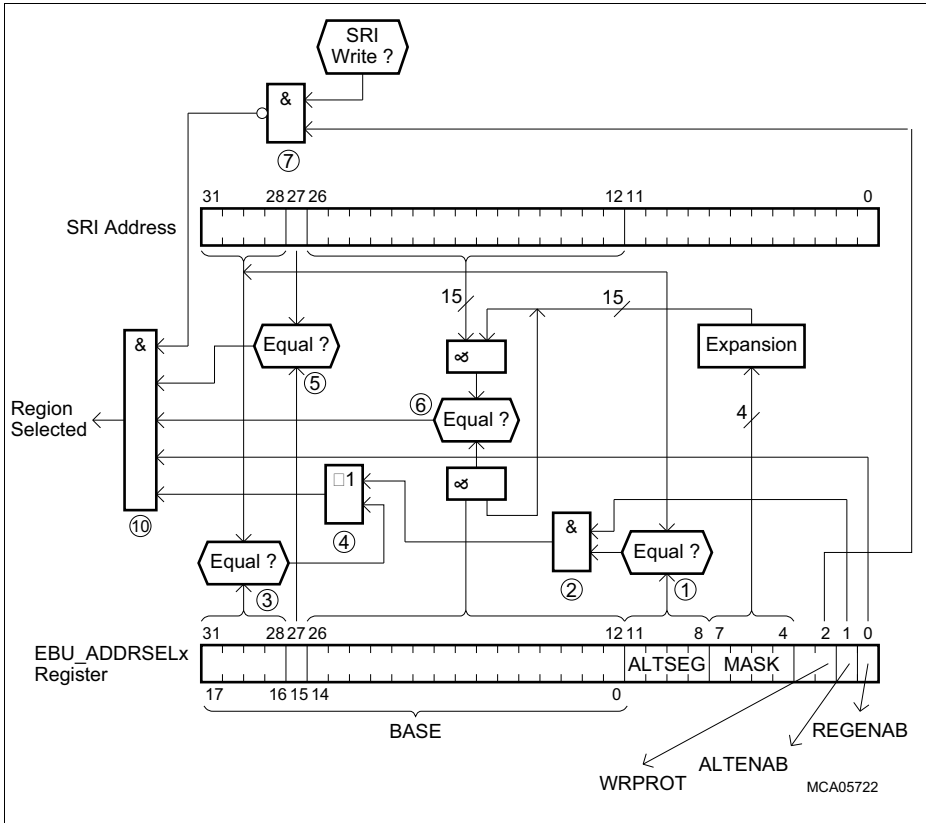 SRI
Write ?
&
⑦
31 28 27 26 12 11 0
SRI Address
15 15
& Equal ? & Expansion
⑤
Region
Selected
⑥ Equal ? 4
□1 &
⑩ ④ & Equal ?
Equal ? ② ①
③
31 28 27 26 12 11 8 7 4 2 1 0
EBU_ADDRSELx
Register
ALTSEG MASK
17 16 15 14 0
BASE
REGENAB
ALTENAB
WRPROT
MCA05722